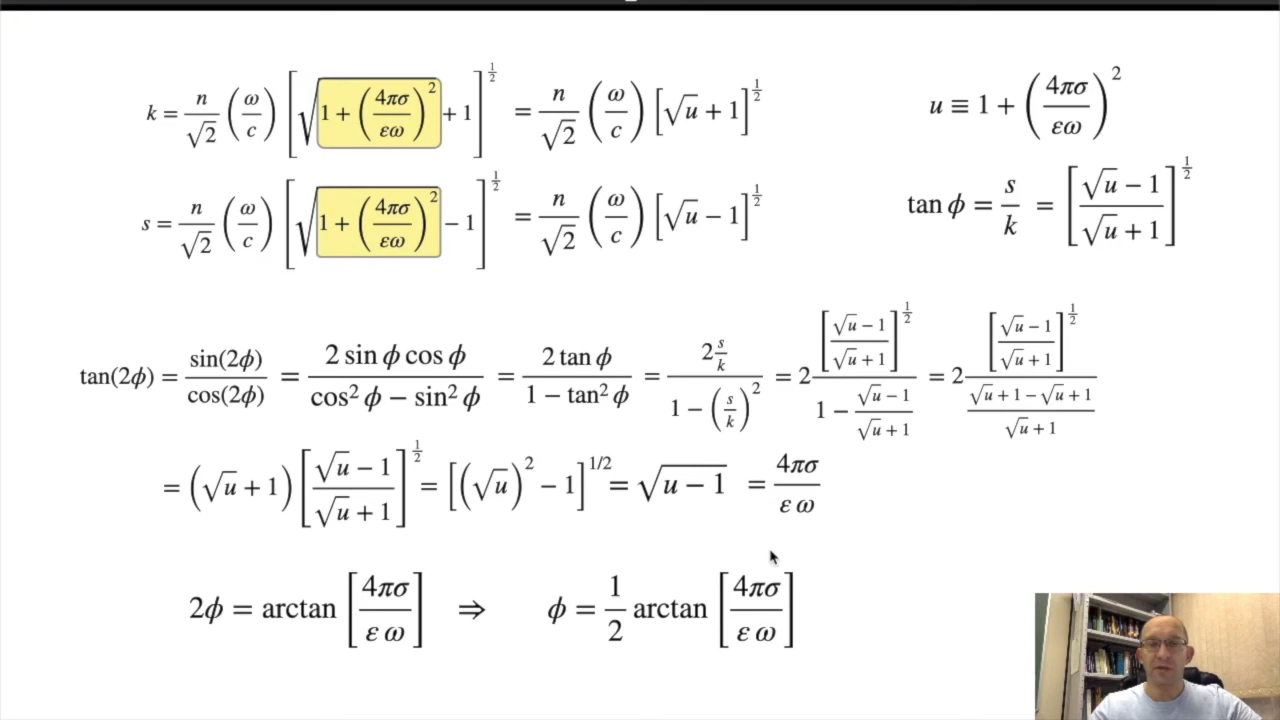 k = n/√2 (ω/c) [√(1 + (4πσ/εω)²) + 1]^½ = n/√2 (ω/c) [√u + 1]^½
u ≡ 1 + (4πσ/εω)²
s = n/√2 (ω/c) [√(1 + (4πσ/εω)²) − 1]^½ = n/√2 (ω/c) [√u − 1]^½
tan ϕ = s/k = [(√u − 1)/(√u + 1)]^½
tan(2ϕ) = sin(2ϕ)/cos(2ϕ) = (2 sin ϕ cos ϕ)/(cos² ϕ − sin² ϕ) = (2 tan ϕ)/(1 − tan² ϕ) = (2 s/k)/(1 − (s/k)²) = 2 [(√u − 1)/(√u + 1)]^½/(1 − (√u − 1)/(√u + 1)) = 2 [(√u − 1)/(√u + 1)]^½/((√u + 1 − √u + 1)/(√u + 1))
= (√u + 1) [(√u − 1)/(√u + 1)]^½ = [(√u)² − 1]^1/2 = √(u − 1) = 4πσ/ε ω
2ϕ = arctan [4πσ/ε ω] ⇒ ϕ = 1/2 arctan [4πσ/ε ω]